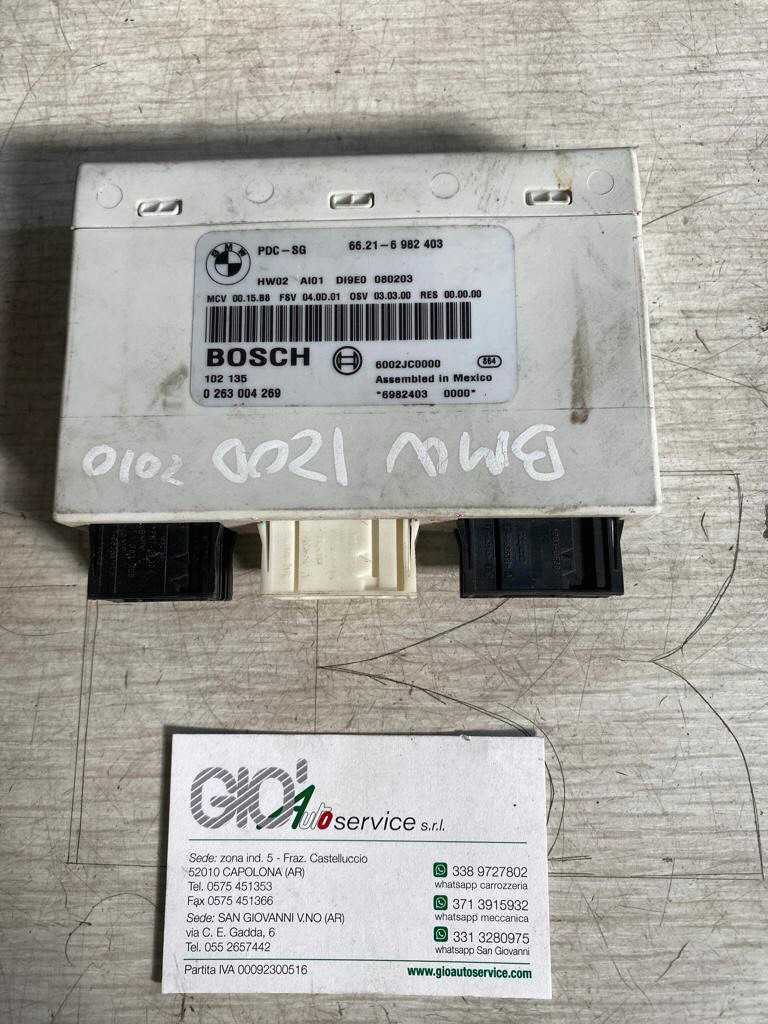 BMW
PDC-SG 66.21-6 982 403
HW02 AI01 DI9E0 080203
MCV 00.15.B8 FSV 04.0D.01 OSV 03.03.00 RES 00.00.00
BOSCH
6002JC0000 864
102 135 Assembled in Mexico
0 263 004 269 *6982403 0000*
BMW 120D 2010
GIO'Auto service s.r.l.
Sede: zona ind. 5 - Fraz. Castelluccio
52010 CAPOLONA (AR)
Tel. 0575 451353
Fax 0575 451366
Sede: SAN GIOVANNI V.NO (AR)
via C. E. Gadda, 6
Tel. 055 2657442
Partita IVA 00092300516
338 9727802
whatsapp carrozzeria
371 3915932
whatsapp meccanica
331 3280975
whatsapp San Giovanni
www.gioautoservice.com